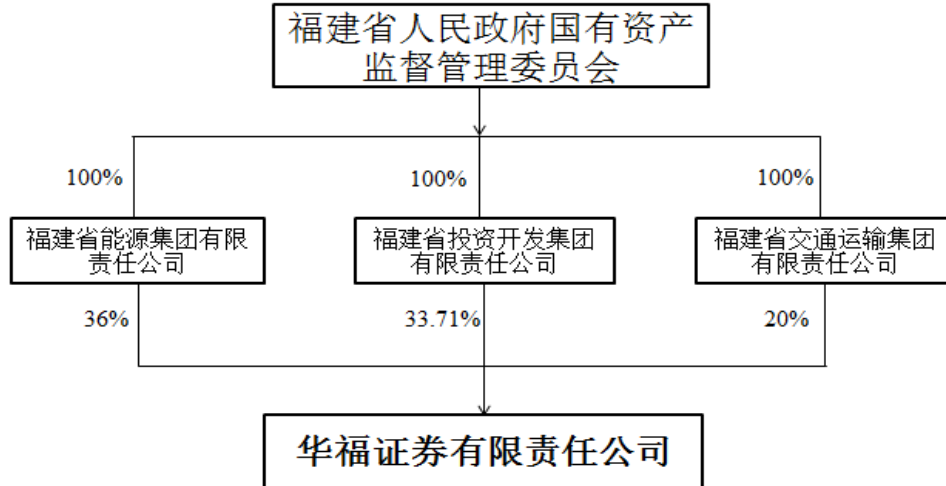 福建省人民政府国有资产
监督管理委员会
100%
100%
100%
福建省能源集团有限
责任公司
福建省投资开发集团
有限责任公司
福建省交通运输集团
有限责任公司
36%
33.71%
20%
华福证券有限责任公司